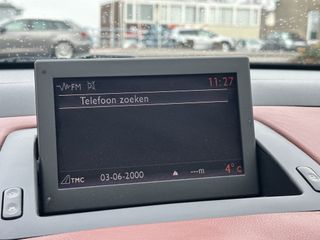 FM 11:27
Telefoon zoeken
TMC 03-06-2000 ---m 4°C